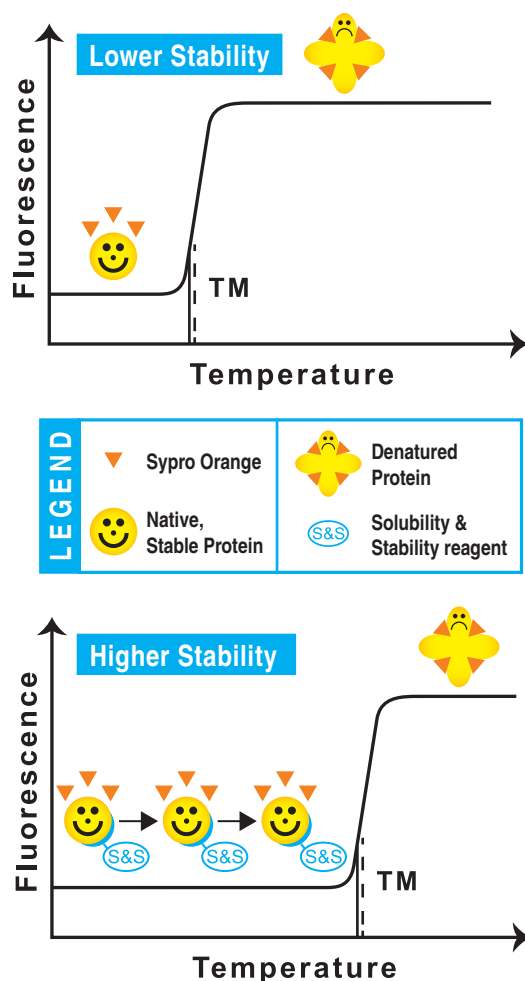 Lower Stability
Fluorescence
TM
Temperature
LEGEND
Sypro Orange
Native,
Stable Protein
Denatured
Protein
S&S
Solubility &
Stability reagent
Higher Stability
Fluorescence
S&S
S&S
S&S
TM
Temperature